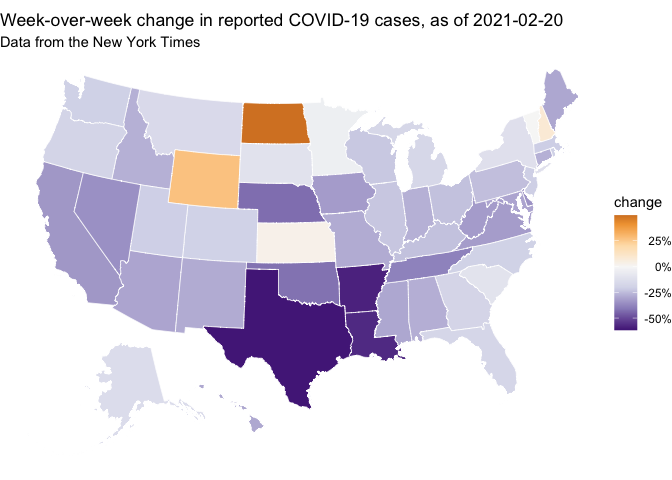 Week-over-week change in reported COVID-19 cases, as of 2021-02-20
Data from the New York Times
change
25%
0%
-25%
-50%